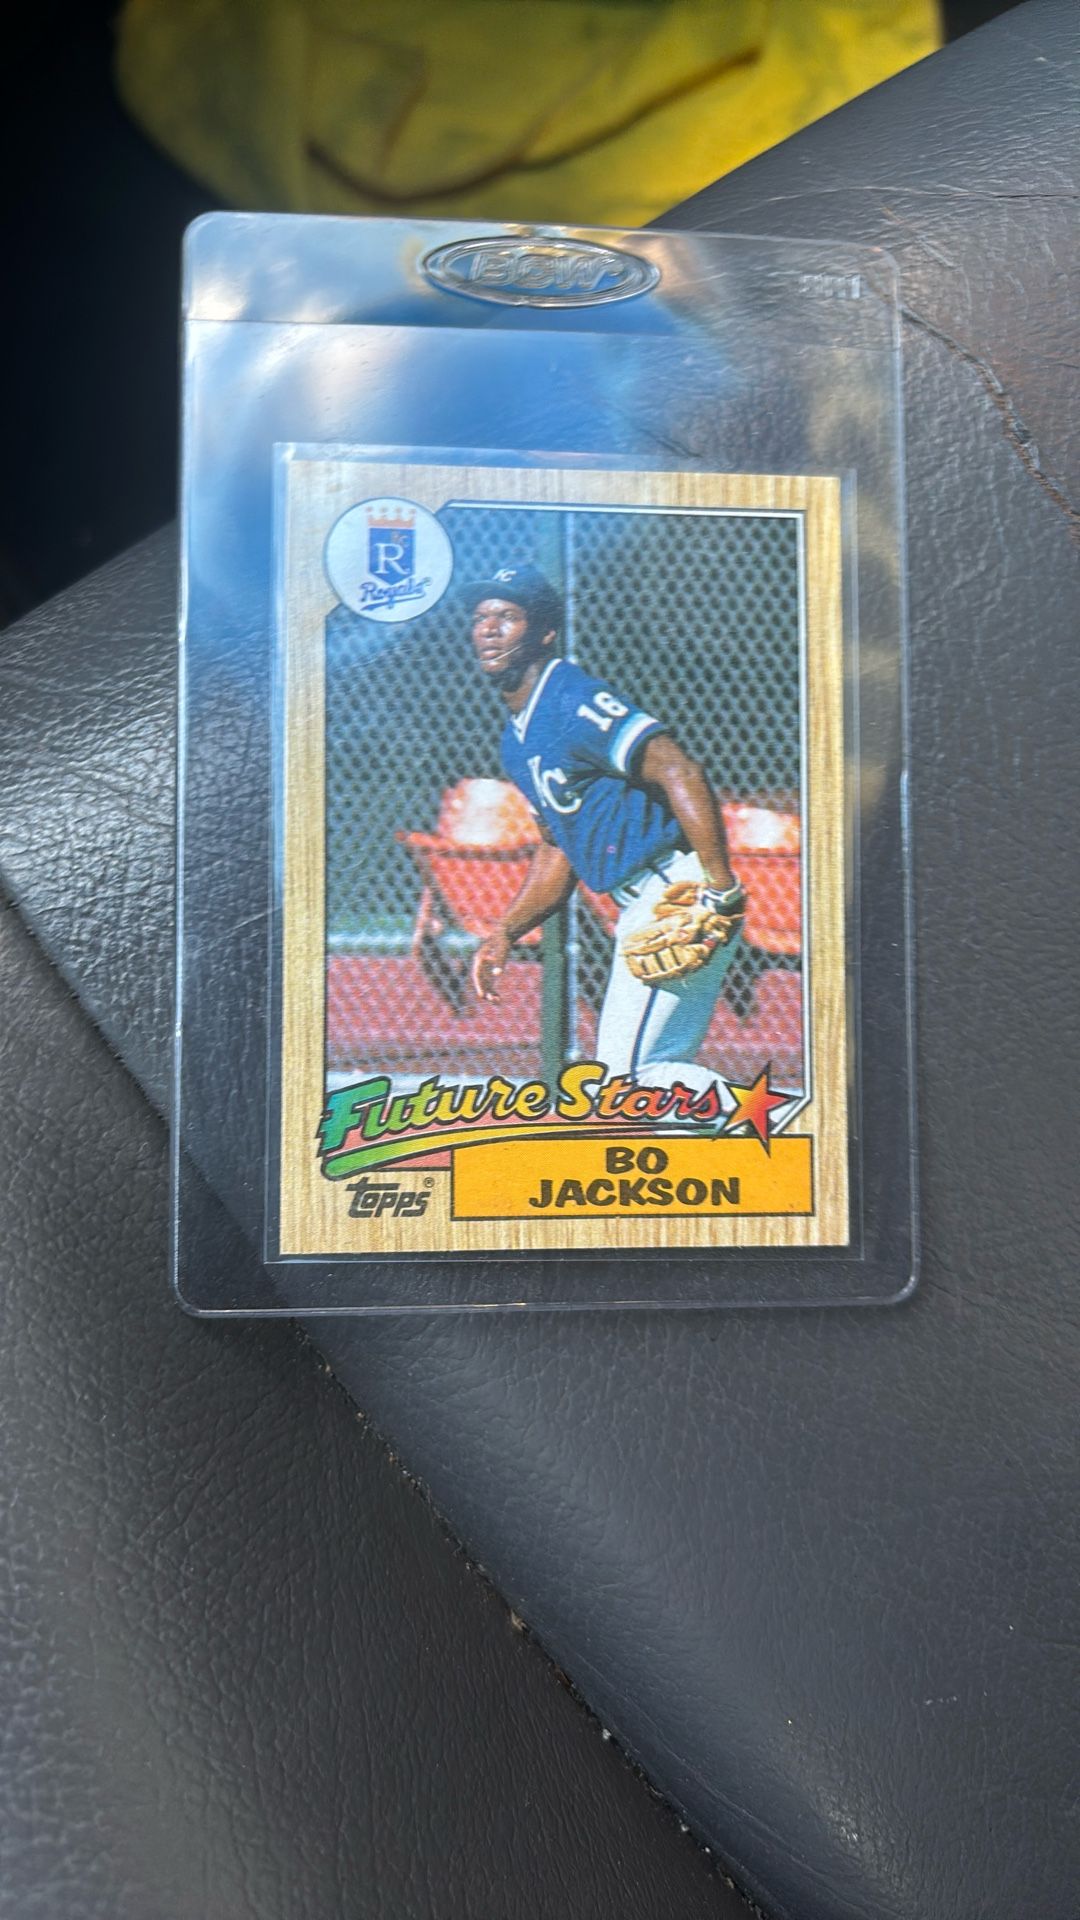 BCW
KC
R
Royals®
KC
16
KC
Future Stars
BO
JACKSON
topps®